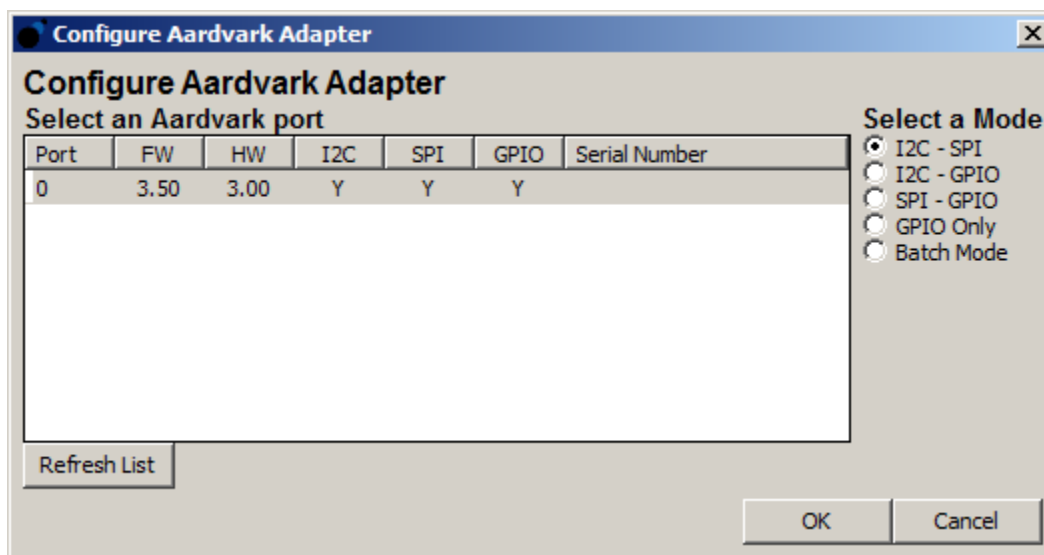 Configure Aardvark Adapter
Configure Aardvark Adapter
Select an Aardvark port
Select a Mode
Port FW HW I2C SPI GPIO Serial Number
0 3.50 3.00 Y Y Y
I2C - SPI
I2C - GPIO
SPI - GPIO
GPIO Only
Batch Mode
Refresh List
OK Cancel